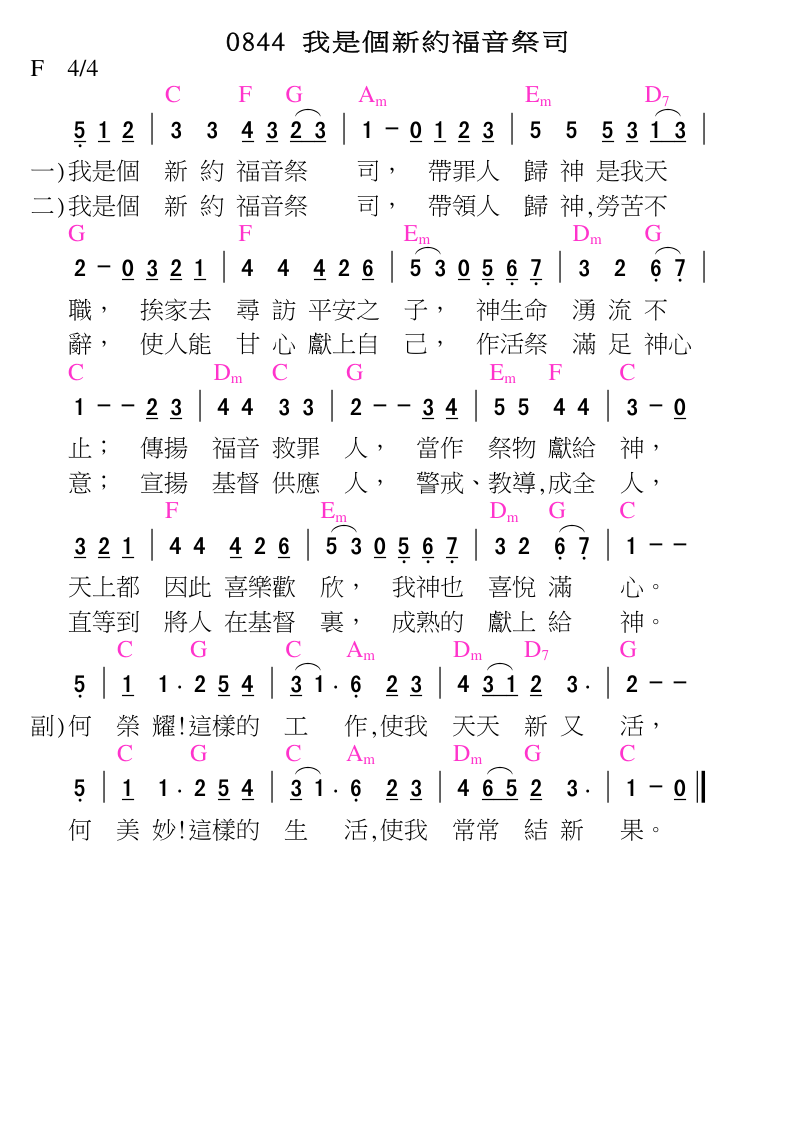 0844 我是個新約福音祭司
F 4/4
C F G Am Em D7
5 1 2 | 3 3 4 3 2 3 | 1 - 0 1 2 3 | 5 5 5 3 1 3 |
一)我是個 新 約 福音祭 司， 帶罪人 歸 神 是我天
二)我是個 新 約 福音祭 司， 帶領人 歸 神,勞苦不
G F Em Dm G
2 - 0 3 2 1 | 4 4 4 2 6 | 5 3 0 5 6 7 | 3 2 6 7 |
職， 挨家去 尋 訪 平安之 子， 神生命 湧 流 不
辭， 使人能 甘 心 獻上自 己， 作活祭 滿 足 神心
C Dm C G Em F C
1 - - 2 3 | 4 4 3 3 | 2 - - 3 4 | 5 5 4 4 | 3 - 0
止； 傳揚 福音 救罪 人， 當作 祭物 獻給 神，
意； 宣揚 基督 供應 人， 警戒、教導,成全 人，
F Em Dm G C
3 2 1 | 4 4 4 2 6 | 5 3 0 5 6 7 | 3 2 6 7 | 1 - -
天上都 因此 喜樂歡 欣， 我神也 喜悅 滿 心。
直等到 將人 在基督 裏， 成熟的 獻上 給 神。
C G C Am Dm D7 G
5 | 1 1 . 2 5 4 | 3 1 . 6 2 3 | 4 3 1 2 3 . | 2 - -
副)何 榮 耀!這樣的 工 作,使我 天天 新 又 活，
C G C Am Dm G C
5 | 1 1 . 2 5 4 | 3 1 . 6 2 3 | 4 6 5 2 3 . | 1 - 0 ‖
何 美 妙!這樣的 生 活,使我 常常 結 新 果。